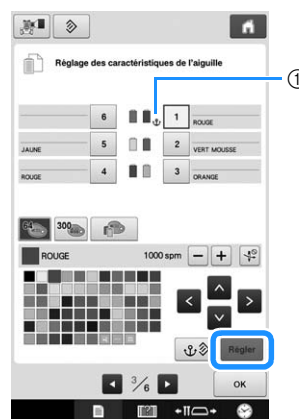 Réglage des caractéristiques de l'aiguille
①
6 1 ROUGE
JAUNE 5 2 VERT MOUSSE
ROUGE 4 3 ORANGE
64 300
ROUGE 1000 spm - +
Régler
3/6
OK